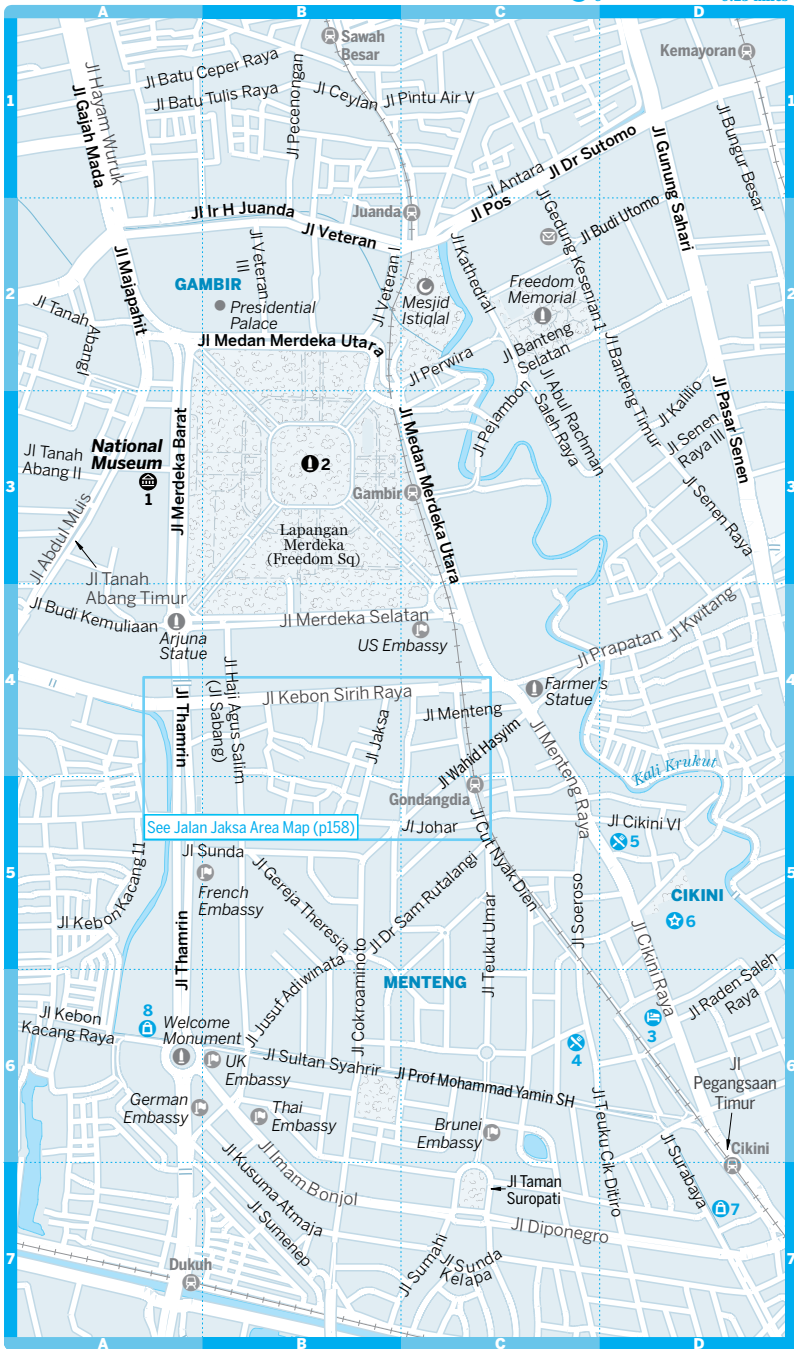 0.25 miles
A
B
C
D
Sawah
Besar
Kemayoran
1
1
Jl Batu Ceper Raya
Jl Hayam Wuruk
Jl Gajah Mada
Jl Batu Tulis Raya
Jl Pecenongan
Jl Ceylan
Jl Pintu Air V
Jl Antara
Jl Dr Sutomo
Jl Gunung Sahari
Jl Bungur Besar
Jl Ir H Juanda
Juanda
Jl Pos
Jl Gedung Kesenian 1
Jl Budi Utomo
Jl Veteran
Jl Veteran
III
Jl Veteran I
Jl Kathedral
Jl Majapahit
GAMBIR
2
2
Presidential
Palace
Mesjid
Istiqlal
Freedom
Memorial
Jl Tanah
AbangI
Jl Medan Merdeka Utara
Jl Perwira
Jl Banteng
Selatan
Jl Banteng Timur
Jl Pejambon
Jl Abul Rachman
Saleh Raya
Jl Kalilio
Jl Senen
Raya III
Jl Pasar Senen
Jl Merdeka Barat
Jl Medan Merdeka Utara
National
Museum
1
Jl Tanah
Abang II
2
Gambir
3
3
Jl Senen Raya
Jl Abdul Muis
Lapangan
Merdeka
(Freedom Sq)
Jl Tanah
Abang Timur
Jl Budi Kemuliaan
Arjuna
Statue
Jl Merdeka Selatan
US Embassy
Jl Prapatan
Jl Kwitang
4
4
Jl Thamrin
Jl Haji Agus Salim
(Jl Sabang)
Jl Kebon Sirih Raya
Jl Jaksa
Jl Menteng
Farmer's
Statue
Jl Wahid Hasyim
Jl Menteng Raya
Kali Krukut
Gondangdia
See Jalan Jaksa Area Map (p158)
Jl Johar
Jl Cikini VI
5
Jl Sunda
French
Embassy
Jl Gereja Theresia
Jl Dr Sam Rutalangi
Jl Cut Nyak Dien
5
5
Jl Kebon Kacang 11
CIKINI
6
Jl Thamrin
Jl Cokroaminoto
Jl Teuku Umar
Jl Soeroso
Jl Cikini Raya
Jl Jusuf Adiwinata
MENTENG
Jl Raden Saleh
Raya
Jl Kebon
Kacang Raya
8
Welcome
Monument
3
4
UK
Embassy
Jl Sultan Syahrir
Jl Prof Mohammad Yamin SH
6
6
Jl
Pegangsaan
Timur
German
Embassy
Thai
Embassy
Brunei
Embassy
Jl Teuku Cik Ditiro
Jl Surabaya
Cikini
Jl Imam Bonjol
Jl Kusuma Atmaja
Jl Sumenep
Jl Taman
Suropati
7
Jl Diponegro
Jl Sumahi
Jl Sunda
Kelapa
7
7
Dukuh
A
B
C
D